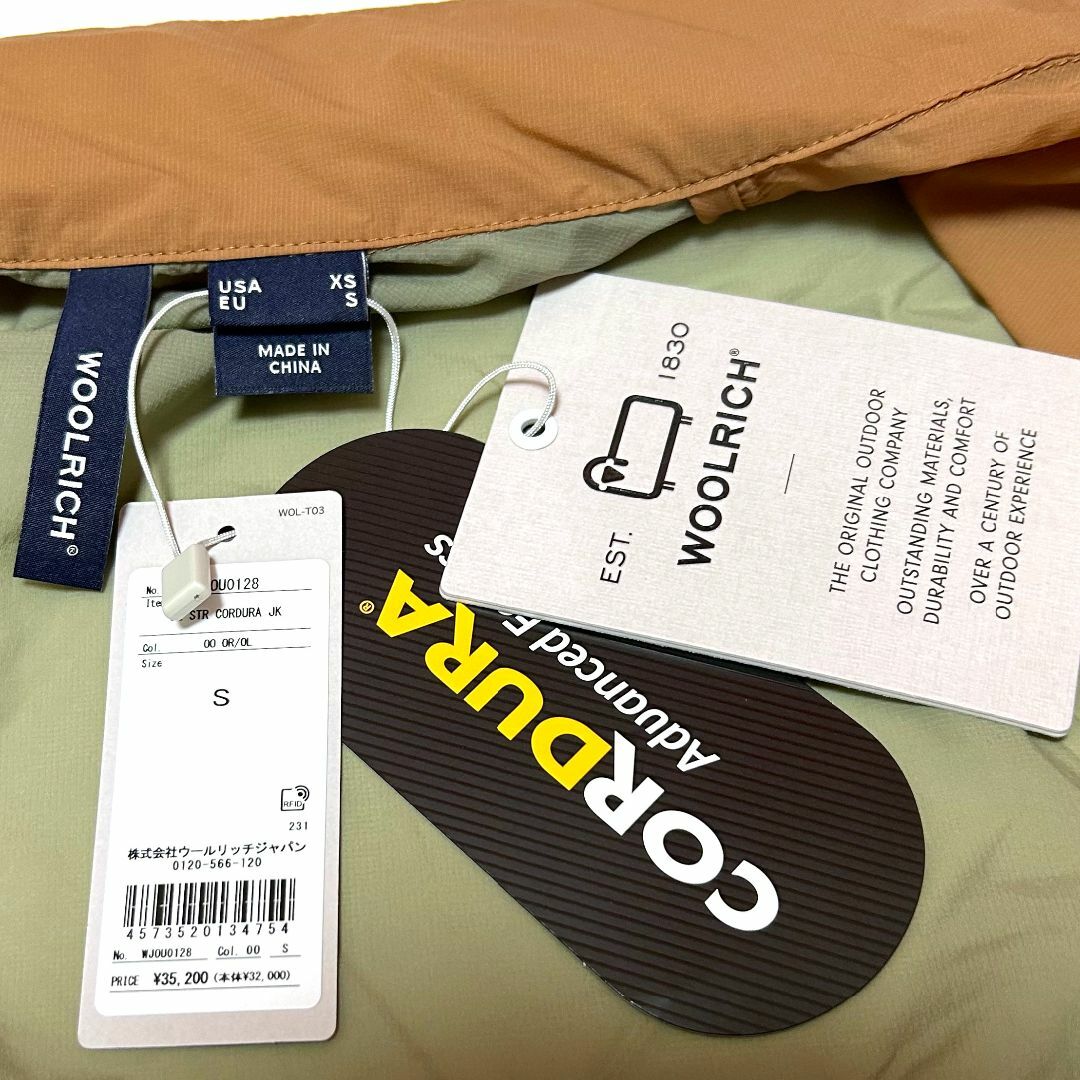 WOOLRICH®
USA XS
EU S
MADE IN
CHINA
WOL-T03
No. OU0128
STR CORDURA JK
Col. 00 OR/OL
Size
S
RFID
231
株式会社ウールリッチジャパン
0120-566-120
4573520134754
No. WJOU0128 Col. 00 S
PRICE ¥35,200 (本体¥32,000)
CORDURA®
Advanced
EST. 1830
WOOLRICH®
THE ORIGINAL OUTDOOR
CLOTHING COMPANY
OUTSTANDING MATERIALS,
DURABILITY AND COMFORT
OVER A CENTURY OF
OUTDOOR EXPERIENCE